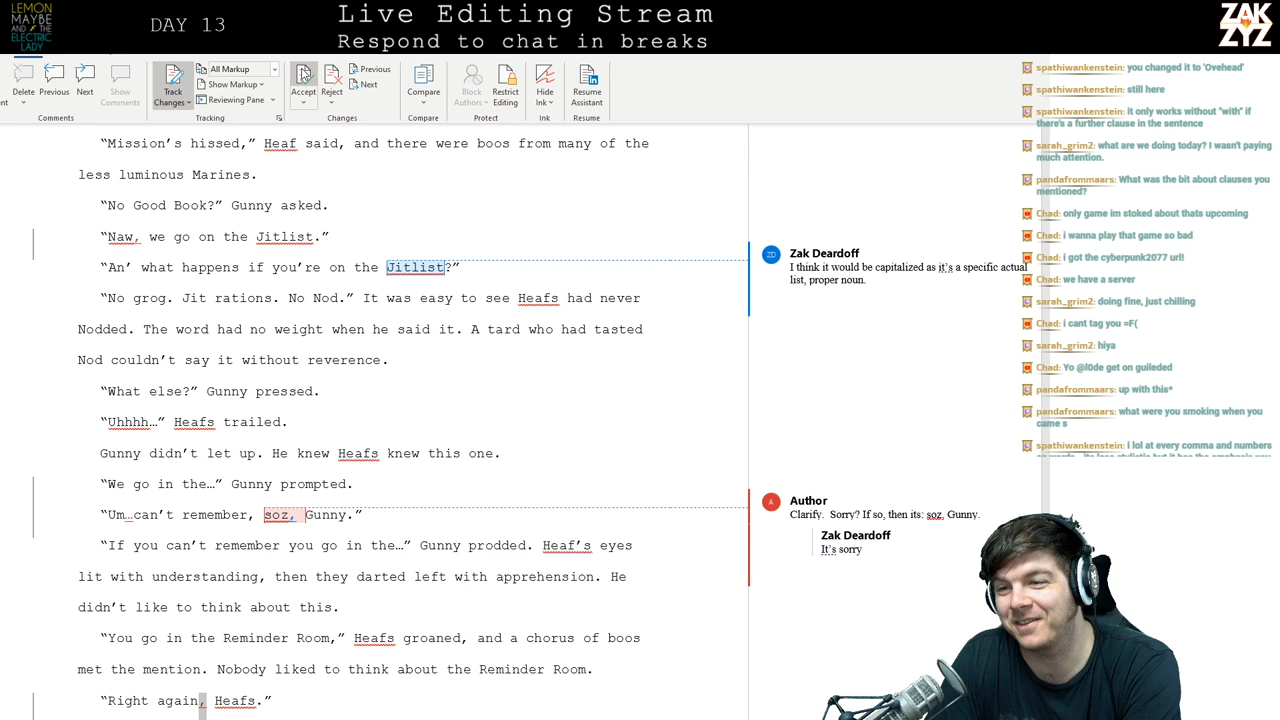 LEMON
MAYBE
AND THE
ELECTRIC
LADY
DAY 13
Live Editing Stream
Respond to chat in breaks
ZAK
ZYZ
Delete
Previous
Next
Show
Comments
Comments
Track
Changes
All Markup
Show Markup
Reviewing Pane
Tracking
Accept
Reject
Previous
Next
Changes
Compare
Compare
Block
Authors
Restrict
Editing
Protect
Hide
Ink
Ink
Resume
Assistant
Resume
“Mission’s hissed,” Heaf said, and there were boos from many of the
less luminous Marines.
“No Good Book?” Gunny asked.
“Naw, we go on the Jitlist.”
“An’ what happens if you’re on the Jitlist?”
“No grog. Jit rations. No Nod.” It was easy to see Heafs had never
Nodded. The word had no weight when he said it. A tard who had tasted
Nod couldn’t say it without reverence.
“What else?” Gunny pressed.
“Uhhhh…” Heafs trailed.
Gunny didn’t let up. He knew Heafs knew this one.
“We go in the…” Gunny prompted.
“Um…can’t remember, soz, Gunny.”
“If you can’t remember you go in the…” Gunny prodded. Heaf’s eyes
lit with understanding, then they darted left with apprehension. He
didn’t like to think about this.
“You go in the Reminder Room,” Heafs groaned, and a chorus of boos
met the mention. Nobody liked to think about the Reminder Room.
“Right again, Heafs.”
ZD
Zak Deardoff
I think it would be capitalized as it’s a specific actual
list, proper noun.
A
Author
Clarify. Sorry? If so, then its: soz, Gunny.
Zak Deardoff
It’s sorry
spathiwankenstein: you changed it to 'Ovehead'
spathiwankenstein: still here
spathiwankenstein: it only works without "with" if
there's a further clause in the sentence
sarah_grim2: what are we doing today? I wasn't paying
much attention.
pandafrommaars: What was the bit about clauses you
mentioned?
Chad: only game im stoked about thats upcoming
Chad: i wanna play that game so bad
Chad: i got the cyberpunk2077 url!
Chad: we have a server
sarah_grim2: doing fine, just chilling
Chad: i cant tag you =F(
sarah_grim2: hiya
Chad: Yo @l0de get on guileded
pandafrommaars: up with this*
pandafrommaars: what were you smoking when you
came s
spathiwankenstein: i lol at every comma and numbers